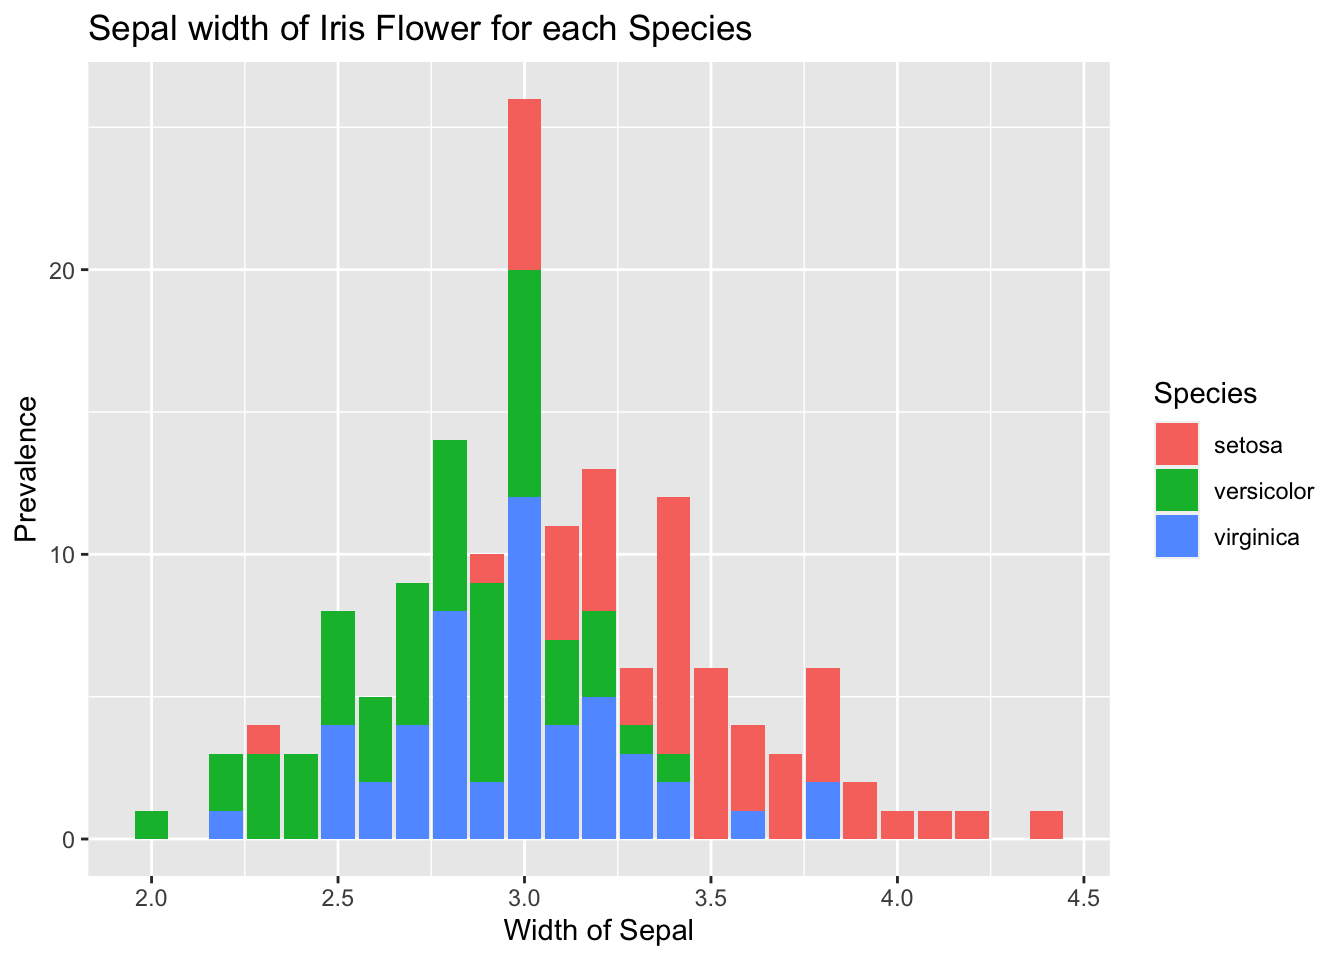 Sepal width of Iris Flower for each Species
20
10
0
Prevalence
2.0 2.5 3.0 3.5 4.0 4.5
Width of Sepal
Species
setosa
versicolor
virginica